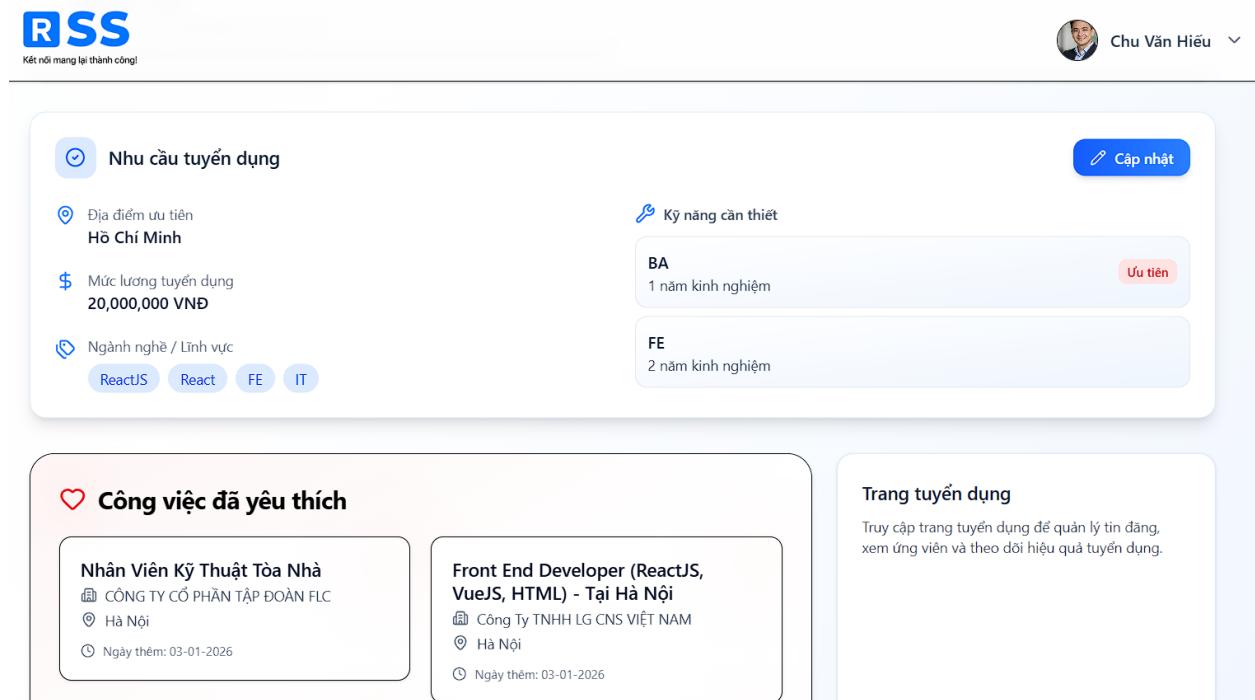 RSS
Kết nối mang lại thành công!
Chu Văn Hiếu
Nhu cầu tuyển dụng
Cập nhật
Địa điểm ưu tiên
Hồ Chí Minh
Mức lương tuyển dụng
20,000,000 VNĐ
Ngành nghề / Lĩnh vực
ReactJS
React
FE
IT
Kỹ năng cần thiết
BA
1 năm kinh nghiệm
Ưu tiên
FE
2 năm kinh nghiệm
Công việc đã yêu thích
Nhân Viên Kỹ Thuật Tòa Nhà
CÔNG TY CỔ PHẦN TẬP ĐOÀN FLC
Hà Nội
Ngày thêm: 03-01-2026
Front End Developer (ReactJS,
VueJS, HTML) - Tại Hà Nội
Công Ty TNHH LG CNS VIỆT NAM
Hà Nội
Ngày thêm: 03-01-2026
Trang tuyển dụng
Truy cập trang tuyển dụng để quản lý tin đăng,
xem ứng viên và theo dõi hiệu quả tuyển dụng.